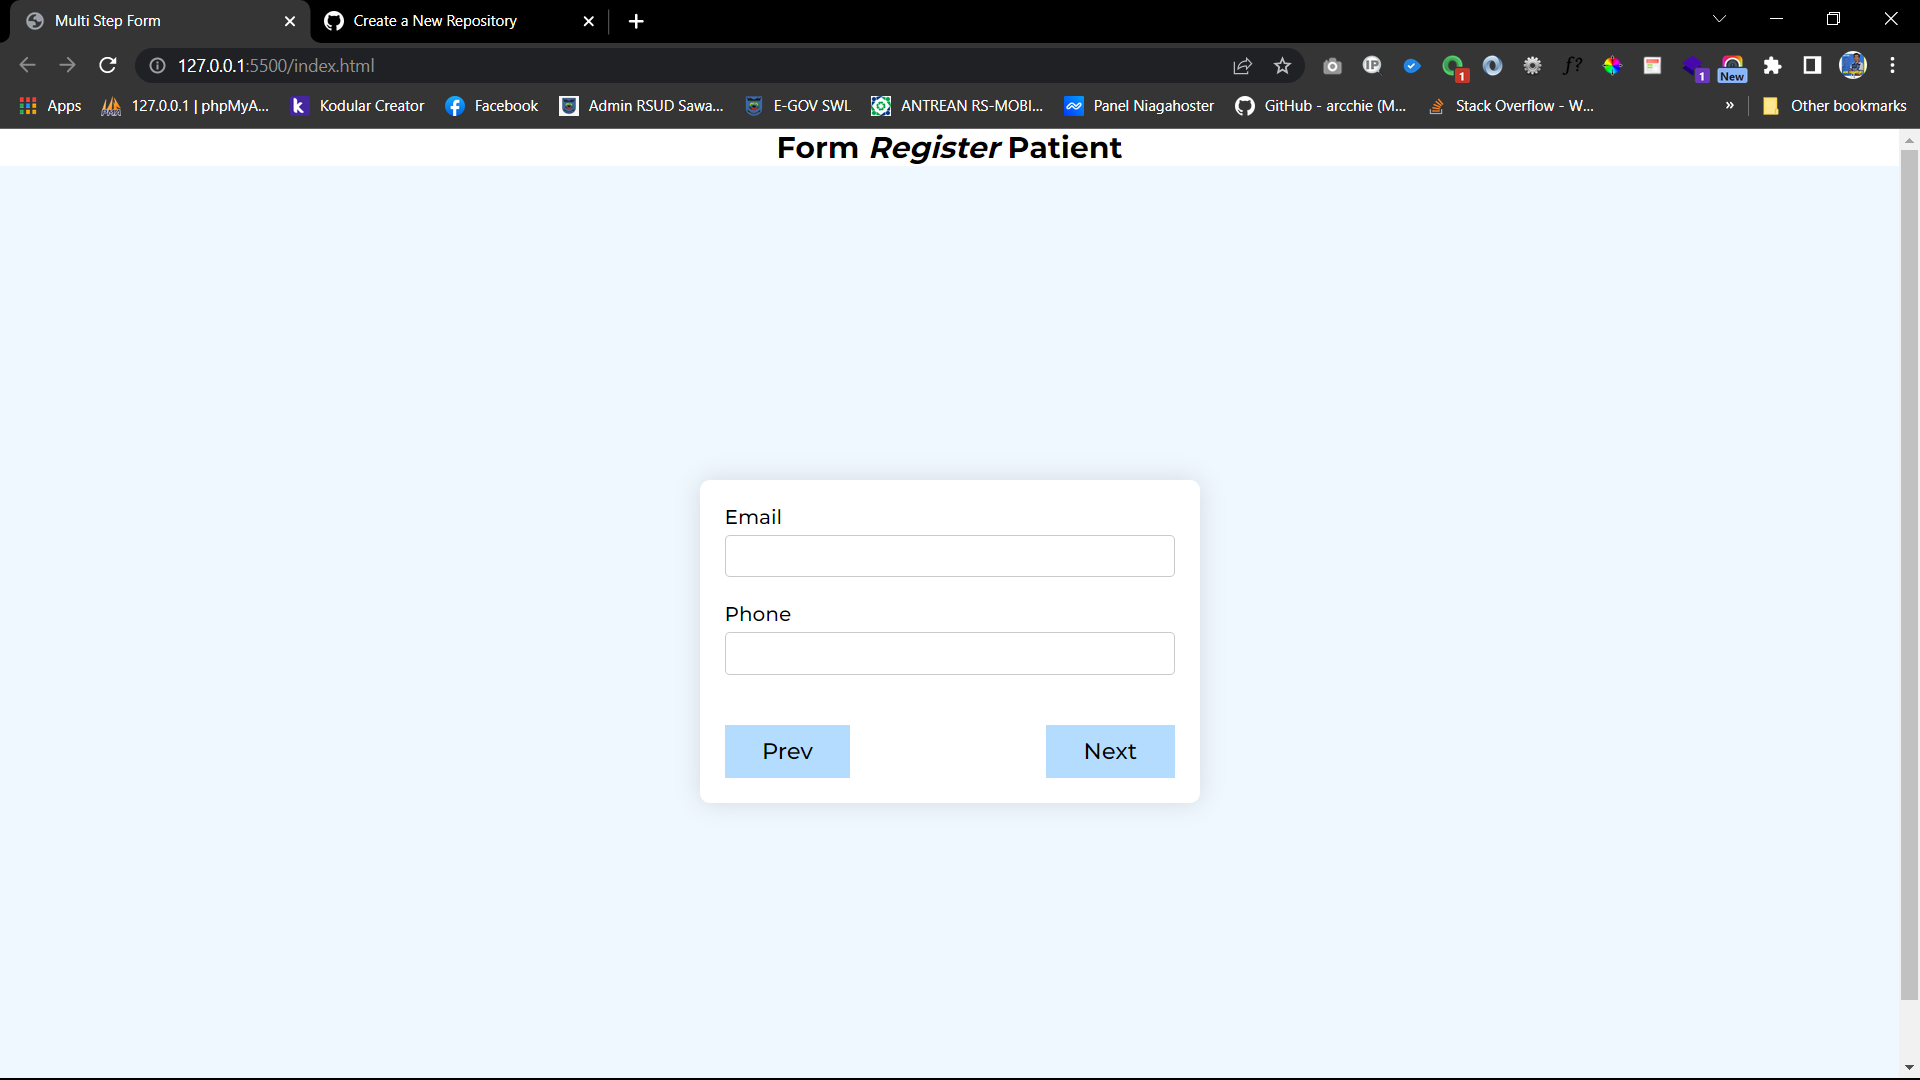 Multi Step Form
Create a New Repository
127.0.0.1:5500/index.html
IP
1
f?
1
New
Apps
PMA
127.0.0.1 | phpMyA...
k
Kodular Creator
Facebook
Admin RSUD Sawa...
E-GOV SWL
ANTREAN RS-MOBI...
Panel Niagahoster
GitHub - arcchie (M...
Stack Overflow - W...
»
Other bookmarks
Form Register Patient
Email
Phone
Prev
Next